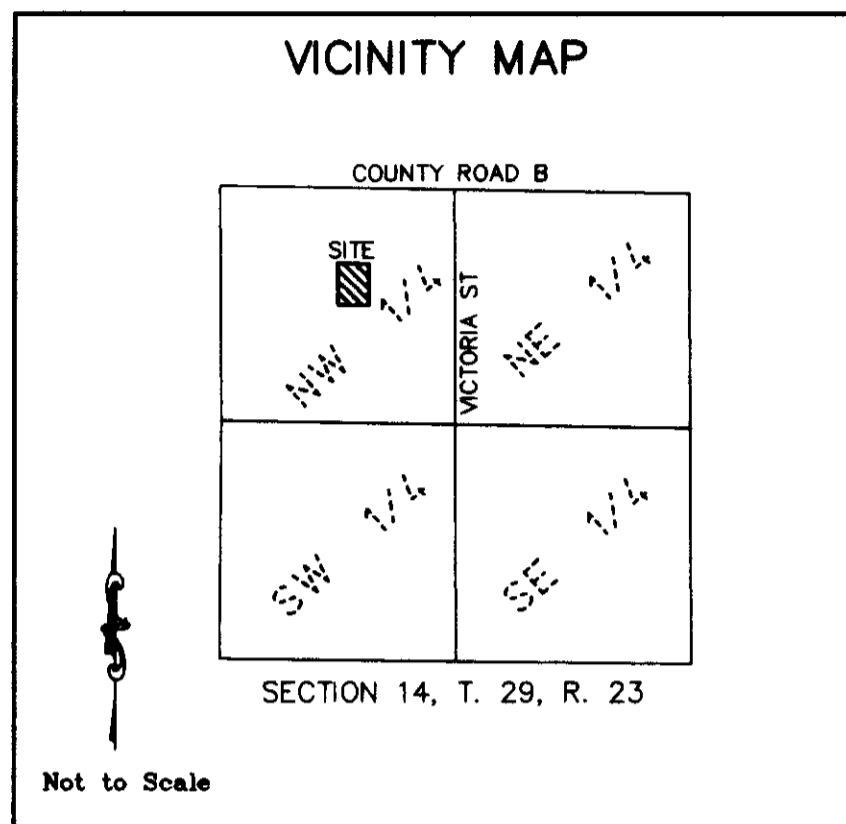 VICINITY MAP
COUNTY ROAD B
SITE
NW 1/4
VICTORIA ST
NE 1/4
SW 1/4
SE 1/4
SECTION 14, T. 29, R. 23
Not to Scale